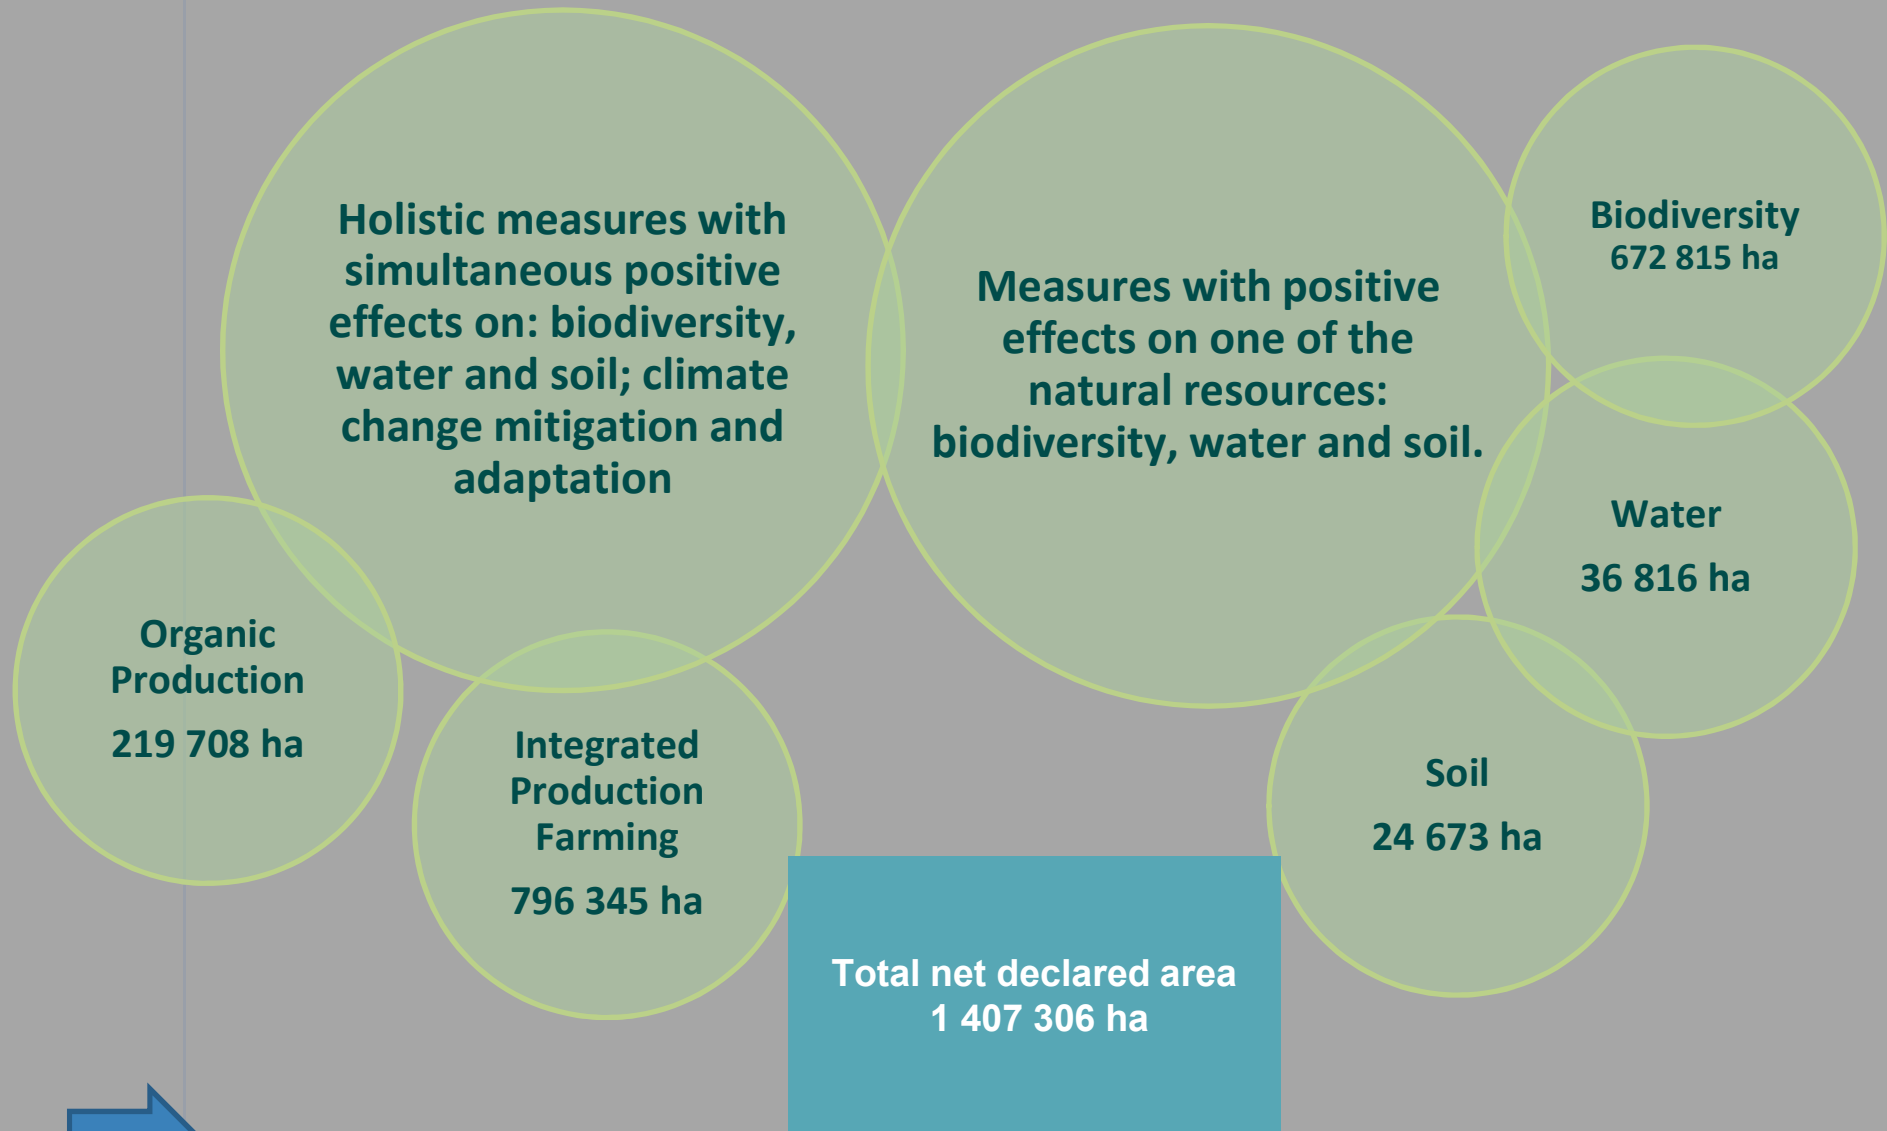 Holistic measures with
simultaneous positive
effects on: biodiversity,
water and soil; climate
change mitigation and
adaptation
Measures with positive
effects on one of the
natural resources:
biodiversity, water and soil.
Biodiversity
672 815 ha
Water
36 816 ha
Soil
24 673 ha
Organic
Production
219 708 ha
Integrated
Production
Farming
796 345 ha
Total net declared area
1 407 306 ha